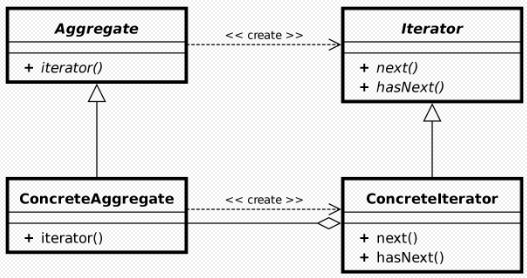 Aggregate
+ iterator()
<< create >>
Iterator
+ next()
+ hasNext()
ConcreteAggregate
+ iterator()
<< create >>
ConcreteIterator
+ next()
+ hasNext()